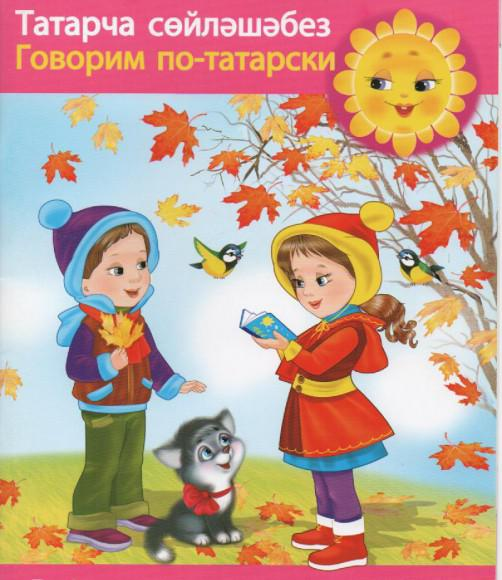 Татарча сөйләшәбез
Говорим по-татарски